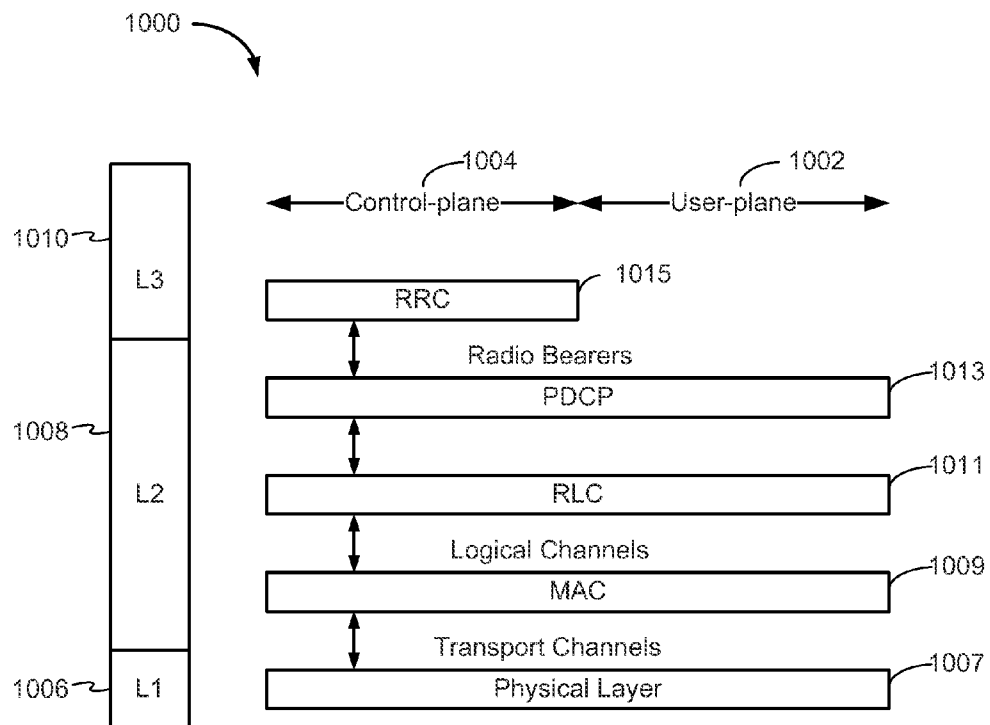 1000
1004
1002
Control-plane
User-plane
1010
L3
1015
RRC
Radio Bearers
1013
PDCP
1008
L2
1011
RLC
Logical Channels
1009
MAC
Transport Channels
1007
1006
L1
Physical Layer